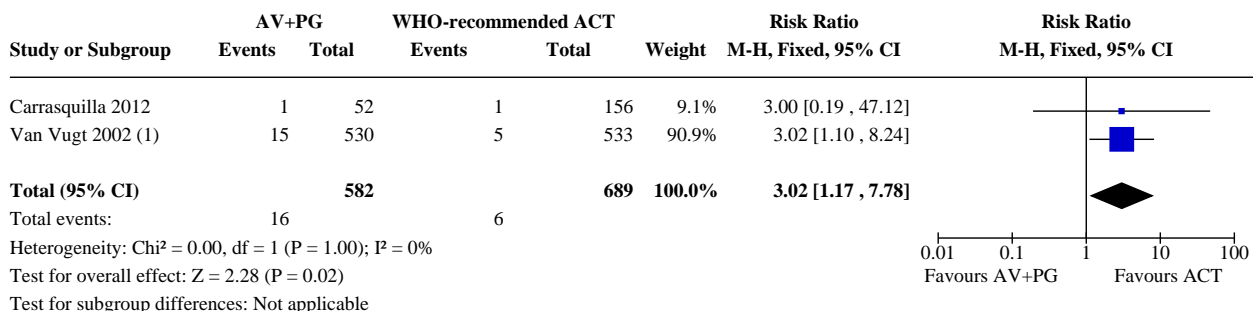 AV+PG WHO-recommended ACT Risk Ratio Risk Ratio
Study or Subgroup Events Total Events Total Weight M-H, Fixed, 95% CI M-H, Fixed, 95% CI
Carrasquilla 2012 1 52 1 156 9.1% 3.00 [0.19 , 47.12]
Van Vugt 2002 (1) 15 530 5 533 90.9% 3.02 [1.10 , 8.24]
Total (95% CI) 582 689 100.0% 3.02 [1.17 , 7.78]
Total events: 16 6
Heterogeneity: Chi² = 0.00, df = 1 (P = 1.00); I² = 0%
Test for overall effect: Z = 2.28 (P = 0.02)
Test for subgroup differences: Not applicable
0.01 0.1 1 10 100
Favours AV+PG Favours ACT